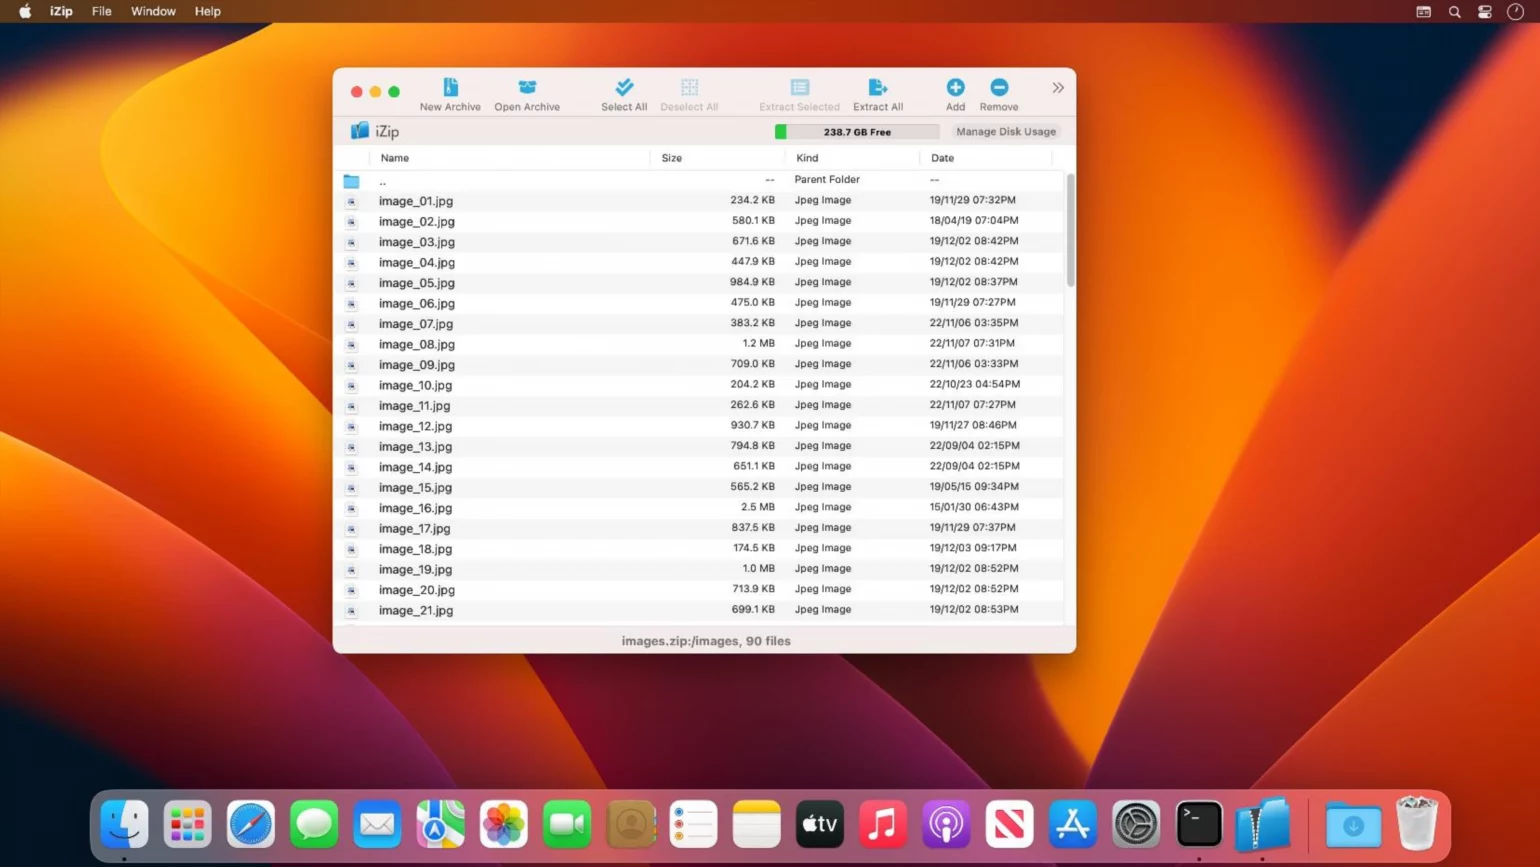 iZip File Window Help
New Archive Open Archive Select All Deselect All Extract Selected Extract All Add Remove
iZip 238.7 GB Free Manage Disk Usage
Name Size Kind Date
.. -- Parent Folder --
image_01.jpg 234.2 KB Jpeg Image 19/11/29 07:32PM
image_02.jpg 580.1 KB Jpeg Image 18/04/19 07:04PM
image_03.jpg 671.6 KB Jpeg Image 19/12/02 08:42PM
image_04.jpg 447.9 KB Jpeg Image 19/12/02 08:42PM
image_05.jpg 984.9 KB Jpeg Image 19/12/02 08:37PM
image_06.jpg 475.0 KB Jpeg Image 19/11/29 07:27PM
image_07.jpg 383.2 KB Jpeg Image 22/11/06 03:35PM
image_08.jpg 1.2 MB Jpeg Image 22/11/07 07:31PM
image_09.jpg 709.0 KB Jpeg Image 22/11/06 03:33PM
image_10.jpg 204.2 KB Jpeg Image 22/10/23 04:54PM
image_11.jpg 262.6 KB Jpeg Image 22/11/07 07:27PM
image_12.jpg 930.7 KB Jpeg Image 19/11/27 08:46PM
image_13.jpg 794.8 KB Jpeg Image 22/09/04 02:15PM
image_14.jpg 651.1 KB Jpeg Image 22/09/04 02:15PM
image_15.jpg 565.2 KB Jpeg Image 19/05/15 09:34PM
image_16.jpg 2.5 MB Jpeg Image 15/01/30 06:43PM
image_17.jpg 837.5 KB Jpeg Image 19/11/29 07:37PM
image_18.jpg 174.5 KB Jpeg Image 19/12/03 09:17PM
image_19.jpg 1.0 MB Jpeg Image 19/12/02 08:52PM
image_20.jpg 713.9 KB Jpeg Image 19/12/02 08:52PM
image_21.jpg 699.1 KB Jpeg Image 19/12/02 08:53PM
images.zip:/images, 90 files
tv >_